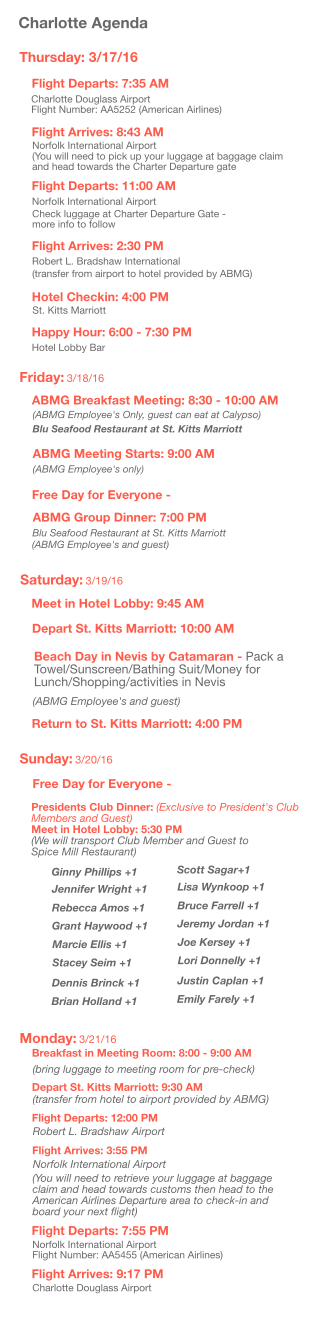 Charlotte Agenda
Thursday: 3/17/16
Flight Departs: 7:35 AM
Charlotte Douglass Airport
Flight Number: AA5252 (American Airlines)
Flight Arrives: 8:43 AM
Norfolk International Airport
(You will need to pick up your luggage at baggage claim
and head towards the Charter Departure gate
Flight Departs: 11:00 AM
Norfolk International Airport
Check luggage at Charter Departure Gate -
more info to follow
Flight Arrives: 2:30 PM
Robert L. Bradshaw International
(transfer from airport to hotel provided by ABMG)
Hotel Checkin: 4:00 PM
St. Kitts Marriott
Happy Hour: 6:00 - 7:30 PM
Hotel Lobby Bar
Friday: 3/18/16
ABMG Breakfast Meeting: 8:30 - 10:00 AM
(ABMG Employee's Only, guest can eat at Calypso)
Blu Seafood Restaurant at St. Kitts Marriott
ABMG Meeting Starts: 9:00 AM
(ABMG Employee's only)
Free Day for Everyone -
ABMG Group Dinner: 7:00 PM
Blu Seafood Restaurant at St. Kitts Marriott
(ABMG Employee's and guest)
Saturday: 3/19/16
Meet in Hotel Lobby: 9:45 AM
Depart St. Kitts Marriott: 10:00 AM
Beach Day in Nevis by Catamaran - Pack a
Towel/Sunscreen/Bathing Suit/Money for
Lunch/Shopping/activities in Nevis
(ABMG Employee's and guest)
Return to St. Kitts Marriott: 4:00 PM
Sunday: 3/20/16
Free Day for Everyone -
Presidents Club Dinner: (Exclusive to President's Club
Members and Guest)
Meet in Hotel Lobby: 5:30 PM
(We will transport Club Member and Guest to
Spice Mill Restaurant)
Ginny Phillips +1
Jennifer Wright +1
Rebecca Amos +1
Grant Haywood +1
Marcie Ellis +1
Stacey Seim +1
Dennis Brinck +1
Brian Holland +1
Scott Sagar+1
Lisa Wynkoop +1
Bruce Farrell +1
Jeremy Jordan +1
Joe Kersey +1
Lori Donnelly +1
Justin Caplan +1
Emily Farely +1
Monday: 3/21/16
Breakfast in Meeting Room: 8:00 - 9:00 AM
(bring luggage to meeting room for pre-check)
Depart St. Kitts Marriott: 9:30 AM
(transfer from hotel to airport provided by ABMG)
Flight Departs: 12:00 PM
Robert L. Bradshaw Airport
Flight Arrives: 3:55 PM
Norfolk International Airport
(You will need to retrieve your luggage at baggage
claim and head towards customs then head to the
American Airlines Departure area to check-in and
board your next flight)
Flight Departs: 7:55 PM
Norfolk International Airport
Flight Number: AA5455 (American Airlines)
Flight Arrives: 9:17 PM
Charlotte Douglass Airport